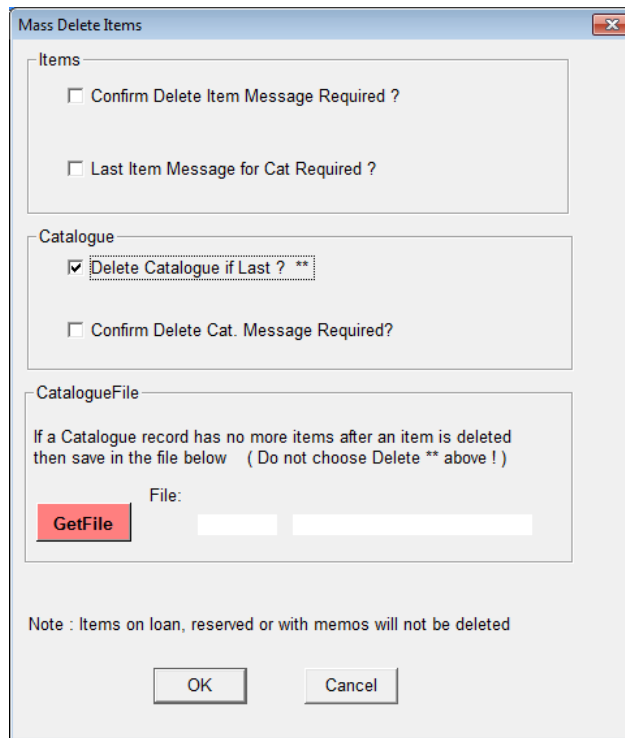 Mass Delete Items
Items
Confirm Delete Item Message Required ?
Last Item Message for Cat Required ?
Catalogue
Delete Catalogue if Last ? **
Confirm Delete Cat. Message Required?
CatalogueFile
If a Catalogue record has no more items after an item is deleted
then save in the file below ( Do not choose Delete ** above ! )
File:
GetFile
Note : Items on loan, reserved or with memos will not be deleted
OK Cancel